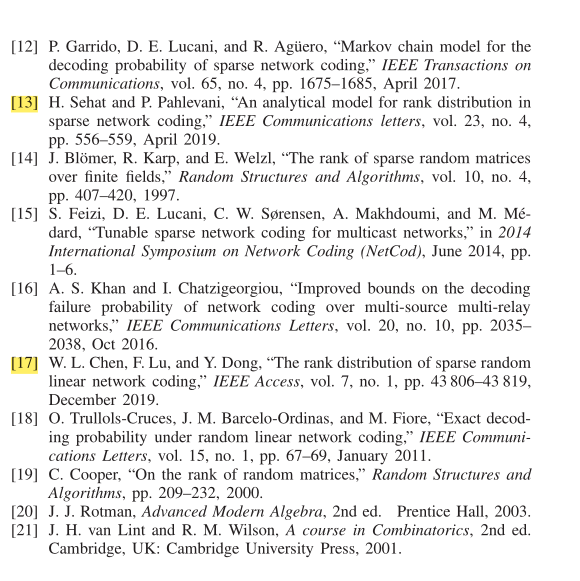 [12] P. Garrido, D. E. Lucani, and R. Agüero, “Markov chain model for the
decoding probability of sparse network coding,” IEEE Transactions on
Communications, vol. 65, no. 4, pp. 1675–1685, April 2017.
[13] H. Sehat and P. Pahlevani, “An analytical model for rank distribution in
sparse network coding,” IEEE Communications letters, vol. 23, no. 4,
pp. 556–559, April 2019.
[14] J. Blömer, R. Karp, and E. Welzl, “The rank of sparse random matrices
over finite fields,” Random Structures and Algorithms, vol. 10, no. 4,
pp. 407–420, 1997.
[15] S. Feizi, D. E. Lucani, C. W. Sørensen, A. Makhdoumi, and M. Mé-
dard, “Tunable sparse network coding for multicast networks,” in 2014
International Symposium on Network Coding (NetCod), June 2014, pp.
1–6.
[16] A. S. Khan and I. Chatzigeorgiou, “Improved bounds on the decoding
failure probability of network coding over multi-source multi-relay
networks,” IEEE Communications Letters, vol. 20, no. 10, pp. 2035–
2038, Oct 2016.
[17] W. L. Chen, F. Lu, and Y. Dong, “The rank distribution of sparse random
linear network coding,” IEEE Access, vol. 7, no. 1, pp. 43 806–43 819,
December 2019.
[18] O. Trullols-Cruces, J. M. Barcelo-Ordinas, and M. Fiore, “Exact decod-
ing probability under random linear network coding,” IEEE Communi-
cations Letters, vol. 15, no. 1, pp. 67–69, January 2011.
[19] C. Cooper, “On the rank of random matrices,” Random Structures and
Algorithms, pp. 209–232, 2000.
[20] J. J. Rotman, Advanced Modern Algebra, 2nd ed. Prentice Hall, 2003.
[21] J. H. van Lint and R. M. Wilson, A course in Combinatorics, 2nd ed.
Cambridge, UK: Cambridge University Press, 2001.